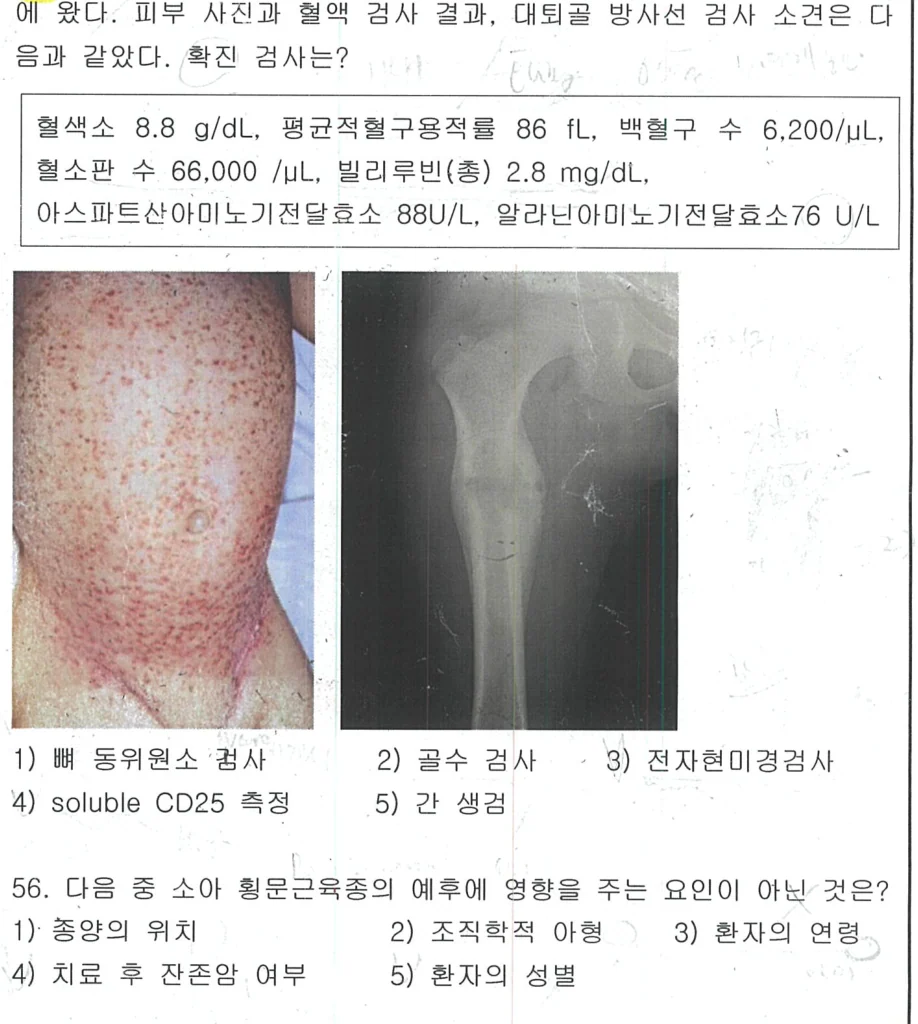 에 왔다. 피부 사진과 혈액 검사 결과, 대퇴골 방사선 검사 소견은 다
음과 같았다. 확진 검사는?
혈색소 8.8 g/dL, 평균적혈구용적률 86 fL, 백혈구 수 6,200/μL,
혈소판 수 66,000 /μL, 빌리루빈(총) 2.8 mg/dL,
아스파트산아미노기전달효소 88U/L, 알라닌아미노기전달효소76 U/L
1) 뼈 동위원소 검사 2) 골수 검사 3) 전자현미경검사
4) soluble CD25 측정 5) 간 생검
56. 다음 중 소아 횡문근육종의 예후에 영향을 주는 요인이 아닌 것은?
1) 종양의 위치 2) 조직학적 아형 3) 환자의 연령
4) 치료 후 잔존암 여부 5) 환자의 성별